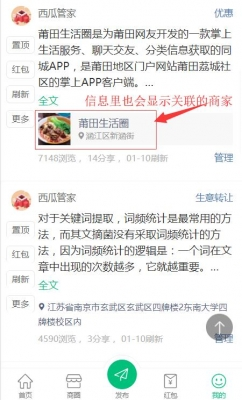 西瓜管家 优惠
莆田生活圈是为莆田网友开发的一款掌上
生活服务、聊天交友、分类信息获取的同
城APP，是莆田地区门户网站莆田荔城社
区的掌上APP客户端。...
置顶
红包
刷新
更多
全文
信息里也会显示关联的商家
莆田生活圈
涵江区新涵街
7148浏览， 14分享， 01-10刷新 管理
西瓜管家 生意转让
对于关键词提取，词频统计是最常用的方
法，而其文摘菌没有采取词频统计的方
法，因为词频统计的逻辑是：一个词在文
章中出现的次数越多，它就越重要。...
置顶
红包
刷新
更多
全文
江苏省南京市玄武区玄武区四牌楼2东南大学四
牌楼校区内
4590浏览， 3分享， 01-10刷新 管理
首页 商圈 发布 红包 我的